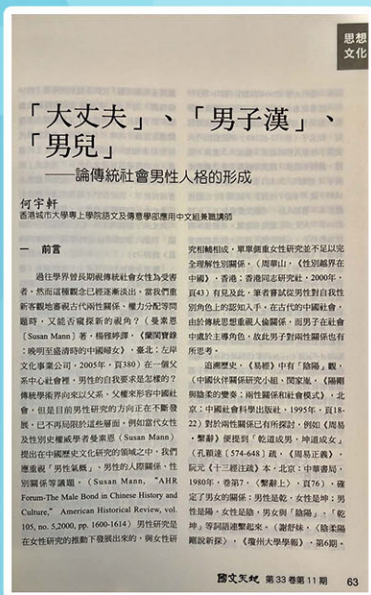 思想
文化
「大丈夫」、「男子漢」、
「男兒」
——論傳統社會男性人格的形成
何宇軒
香港城市大學專上學院語文及傳意學部應用中文組兼職講師
一 前言
過往學界曾長期視傳統社會女性為受害
者，然而這種觀念已經逐漸淡出，當我們重
新客觀地審視古代兩性關係、權力分配等問
題時，又能否窺探新的視角？（曼素恩
〔Susan Mann〕著，楊雅婷譯，《蘭閨寶錄
：晚明至盛清時的中國婦女》，臺北：左岸
文化事業公司，2005年，頁380）在一個父
系中心社會裡，男性的自我要求是怎樣的？
傳統學術界向來以父系、父權來形容中國社
會，但是目前男性研究的方向正在不斷發
展，已不再局限於這些層面，例如當代女性
及性別史權威學者曼素恩（Susan Mann）
提出在中國歷史文化研究的領域之中，我們
應重視「男性氣概」、男性的人際關係、性
別關係等議題。（Susan Mann, "AHR
Forum-The Male Bond in Chinese History and
Culture," American Historical Review, vol.
105, no. 5,2000, pp. 1600-1614）男性研究是
在女性研究的推動下發展出來的，與女性研
究相輔相成，單單側重女性研究並不足以完
全理解性別關係。（周華山，《性別越界在
中國》，香港：香港同志研究社，2000年，
頁43）有見及此，筆者嘗試從男性對自我性
別角色上的認知入手，在古代的中國社會，
由於傳統思想重視人倫關係，而男子在社會
中處於主導角色，故此男子對兩性關係也有
所思考。
追溯歷史，《易經》中有「陰陽」觀，
（中國伙伴關係研究小組、閔家胤，《陽剛
與陰柔的變奏：兩性關係和社會模式》，北
京：中國社會科學出版社，1995年，頁18-
22）對於兩性關係已有所探討，例如《周易
・繫辭》便提到「乾道成男，坤道成女」
（孔穎達〔574-648〕疏，《周易正義》，
阮元《十三經注疏》本，北京：中華書局，
1980年，卷第7，〈繫辭上〉，頁76），確
定了男女的關係：男性是乾，女性是坤；男
性是陽，女性是陰，男女與「陰陽」、「乾
坤」等詞語連繫起來。（謝舒妹，〈陰柔陽
剛說新探〉，《瓊州大學學報》，第6期，
國文天地 第33卷第11期 63